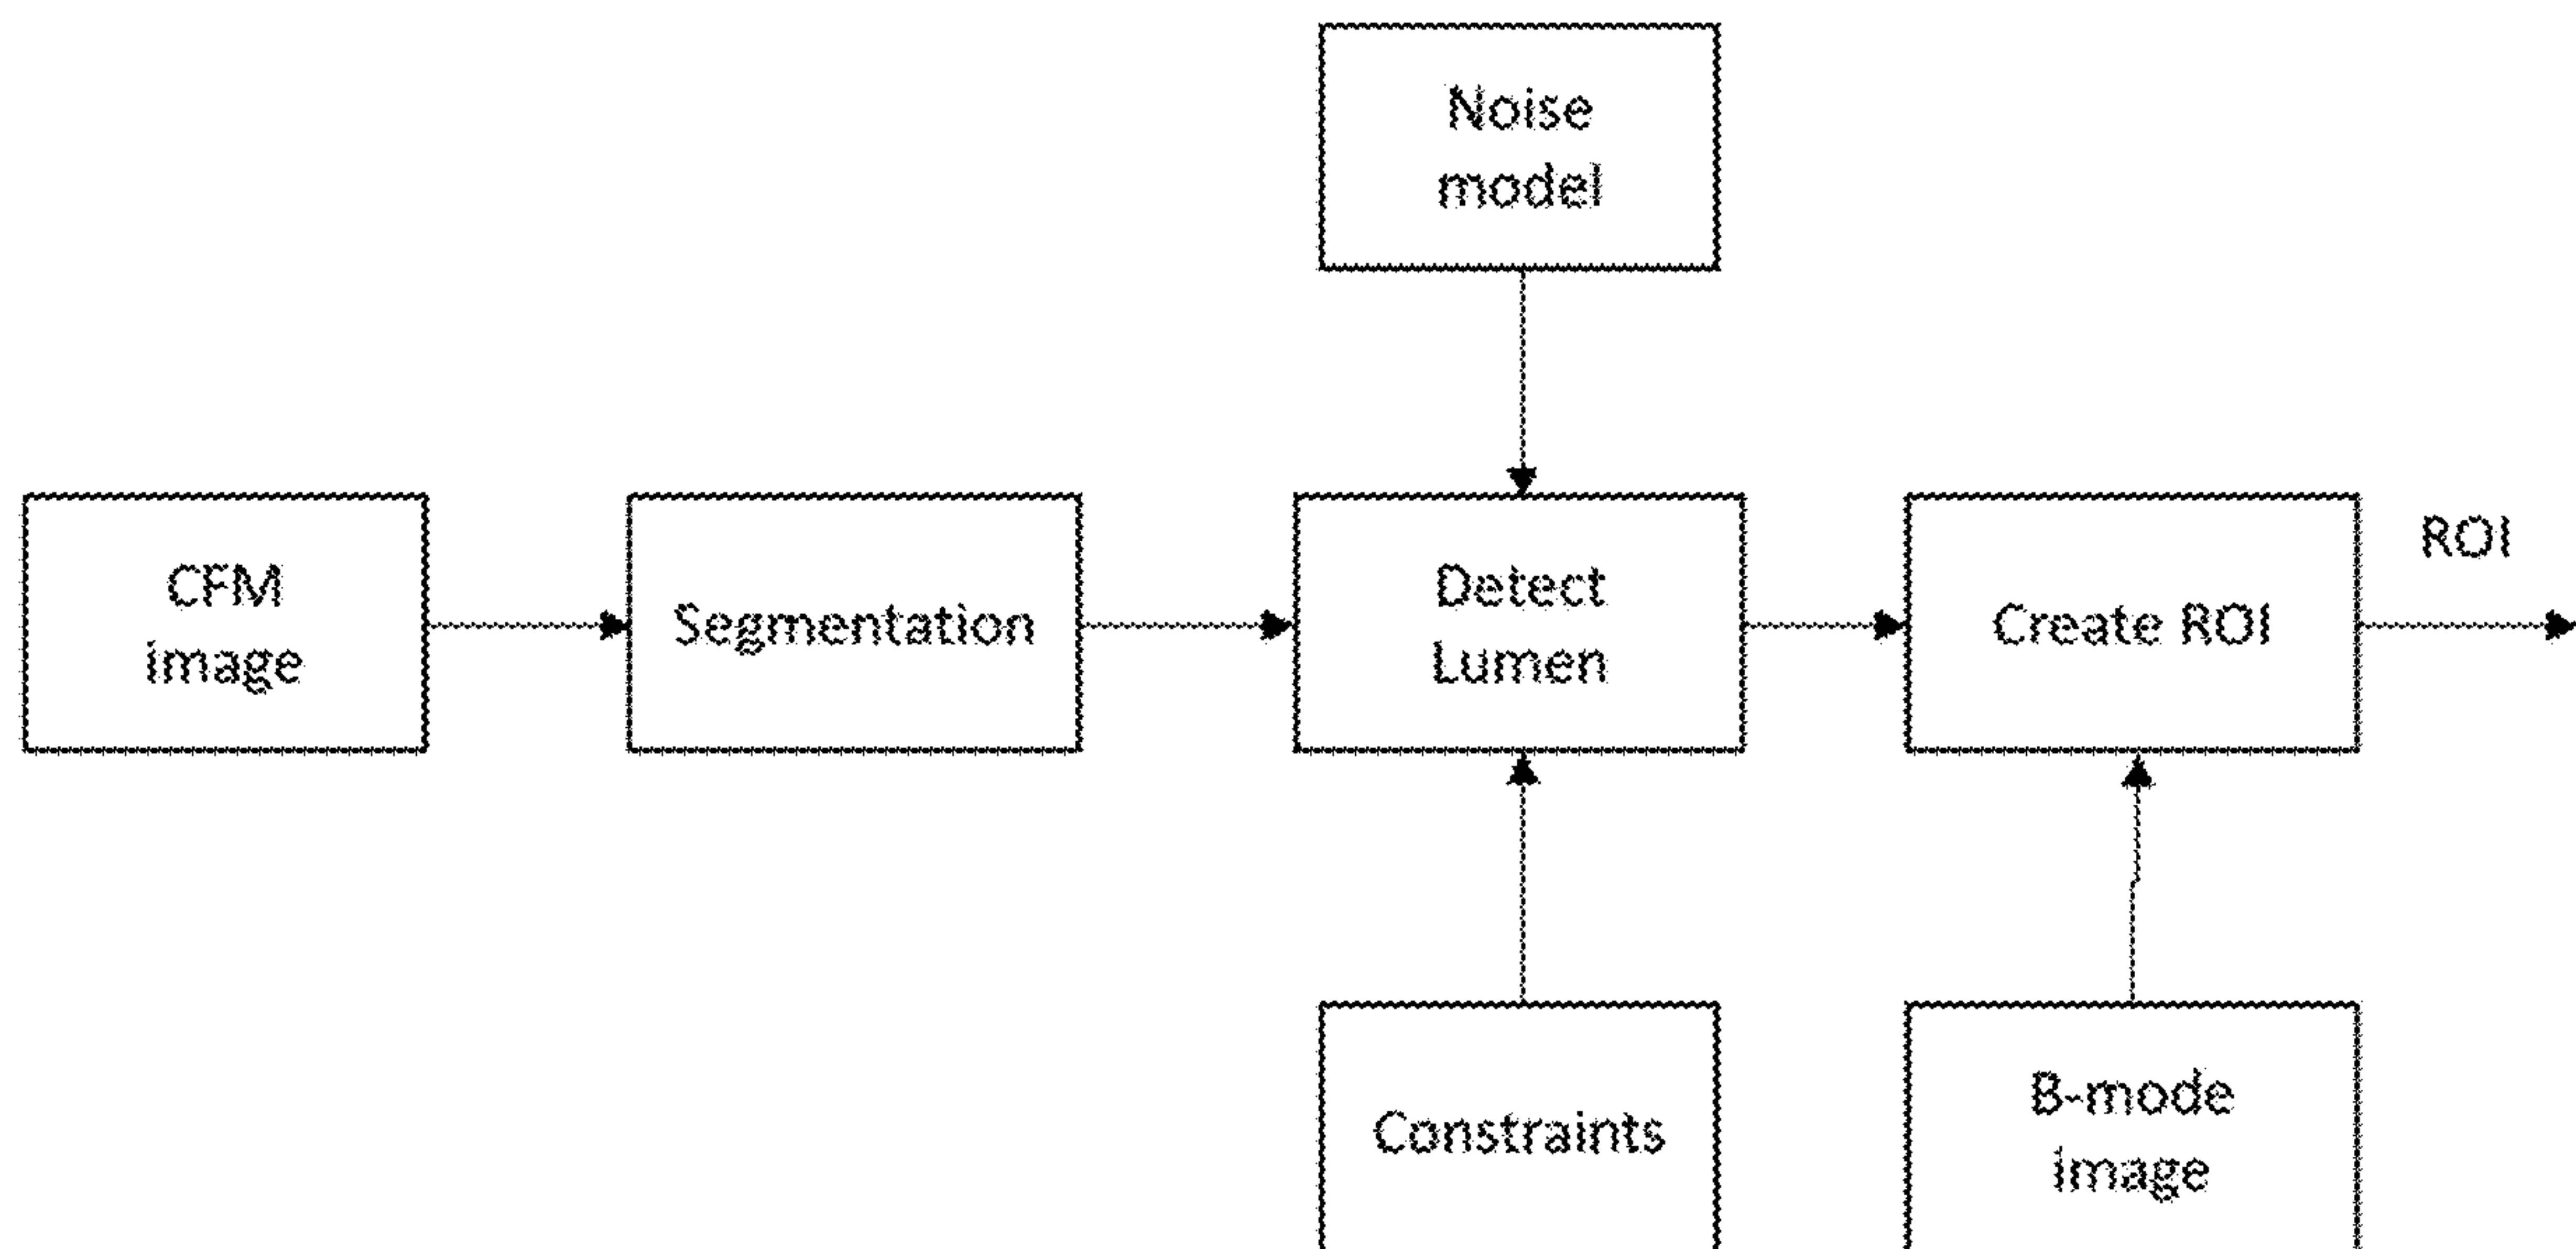 Noise
model
CFM
image
Segmentation
Detect
Lumen
Create ROI
ROI
Constraints
B-mode
image